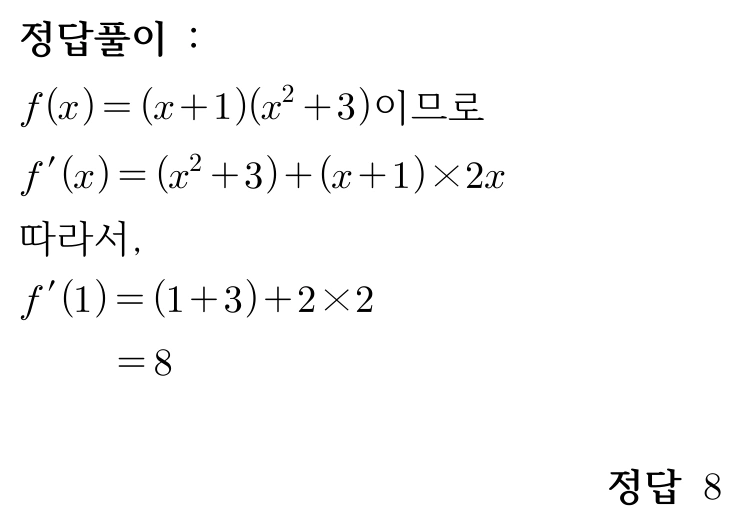 정답풀이 :
f(x)=(x+1)(x²+3)이므로
f′(x)=(x²+3)+(x+1)×2x
따라서,
f′(1)=(1+3)+2×2
=8
정답 8